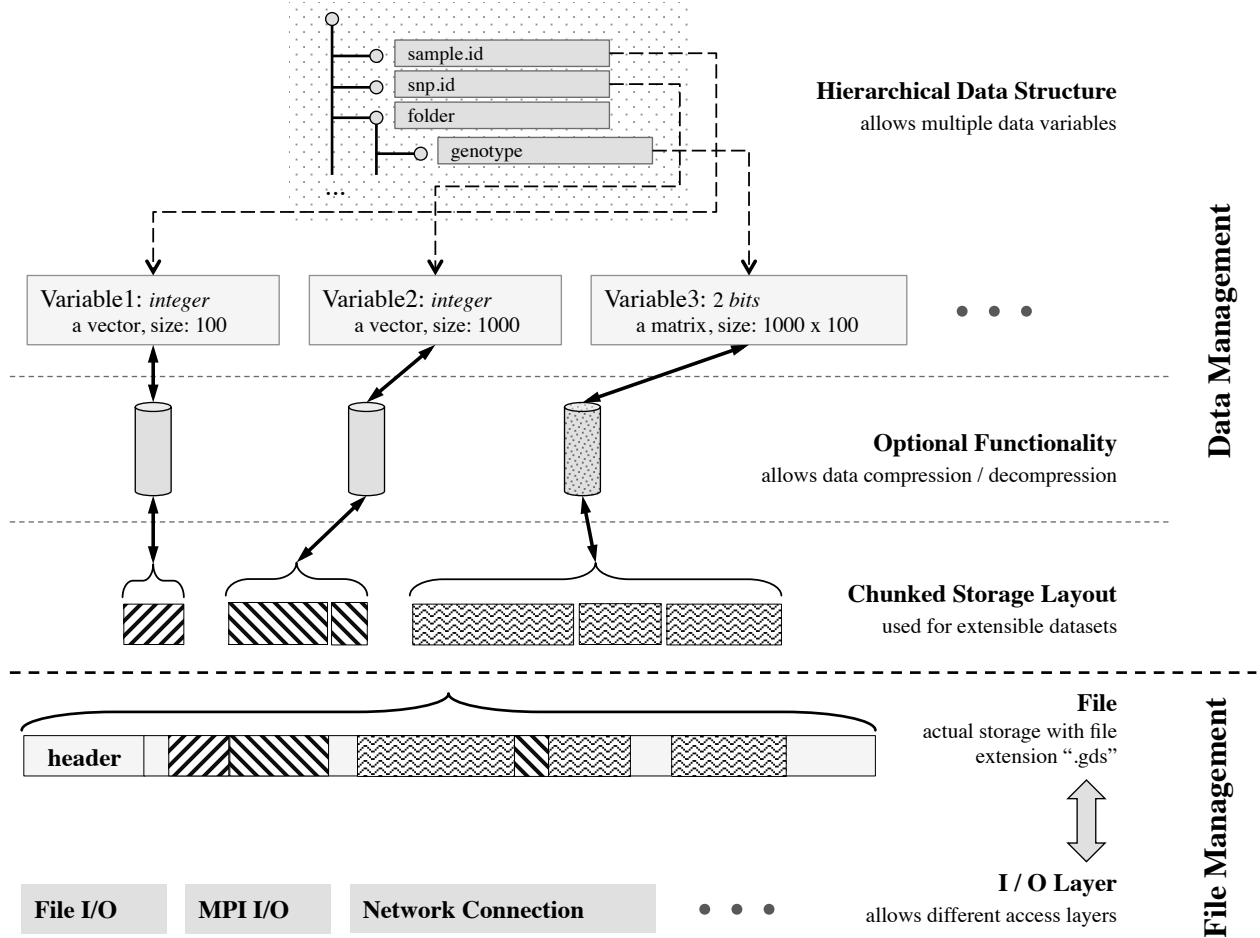 sample.id
snp.id
folder
genotype
...
Hierarchical Data Structure
allows multiple data variables
Variable1: integer
a vector, size: 100
Variable2: integer
a vector, size: 1000
Variable3: 2 bits
a matrix, size: 1000 x 100
Data Management
Optional Functionality
allows data compression / decompression
Chunked Storage Layout
used for extensible datasets
header
File
actual storage with file
extension “.gds”
File Management
File I/O
MPI I/O
Network Connection
I / O Layer
allows different access layers